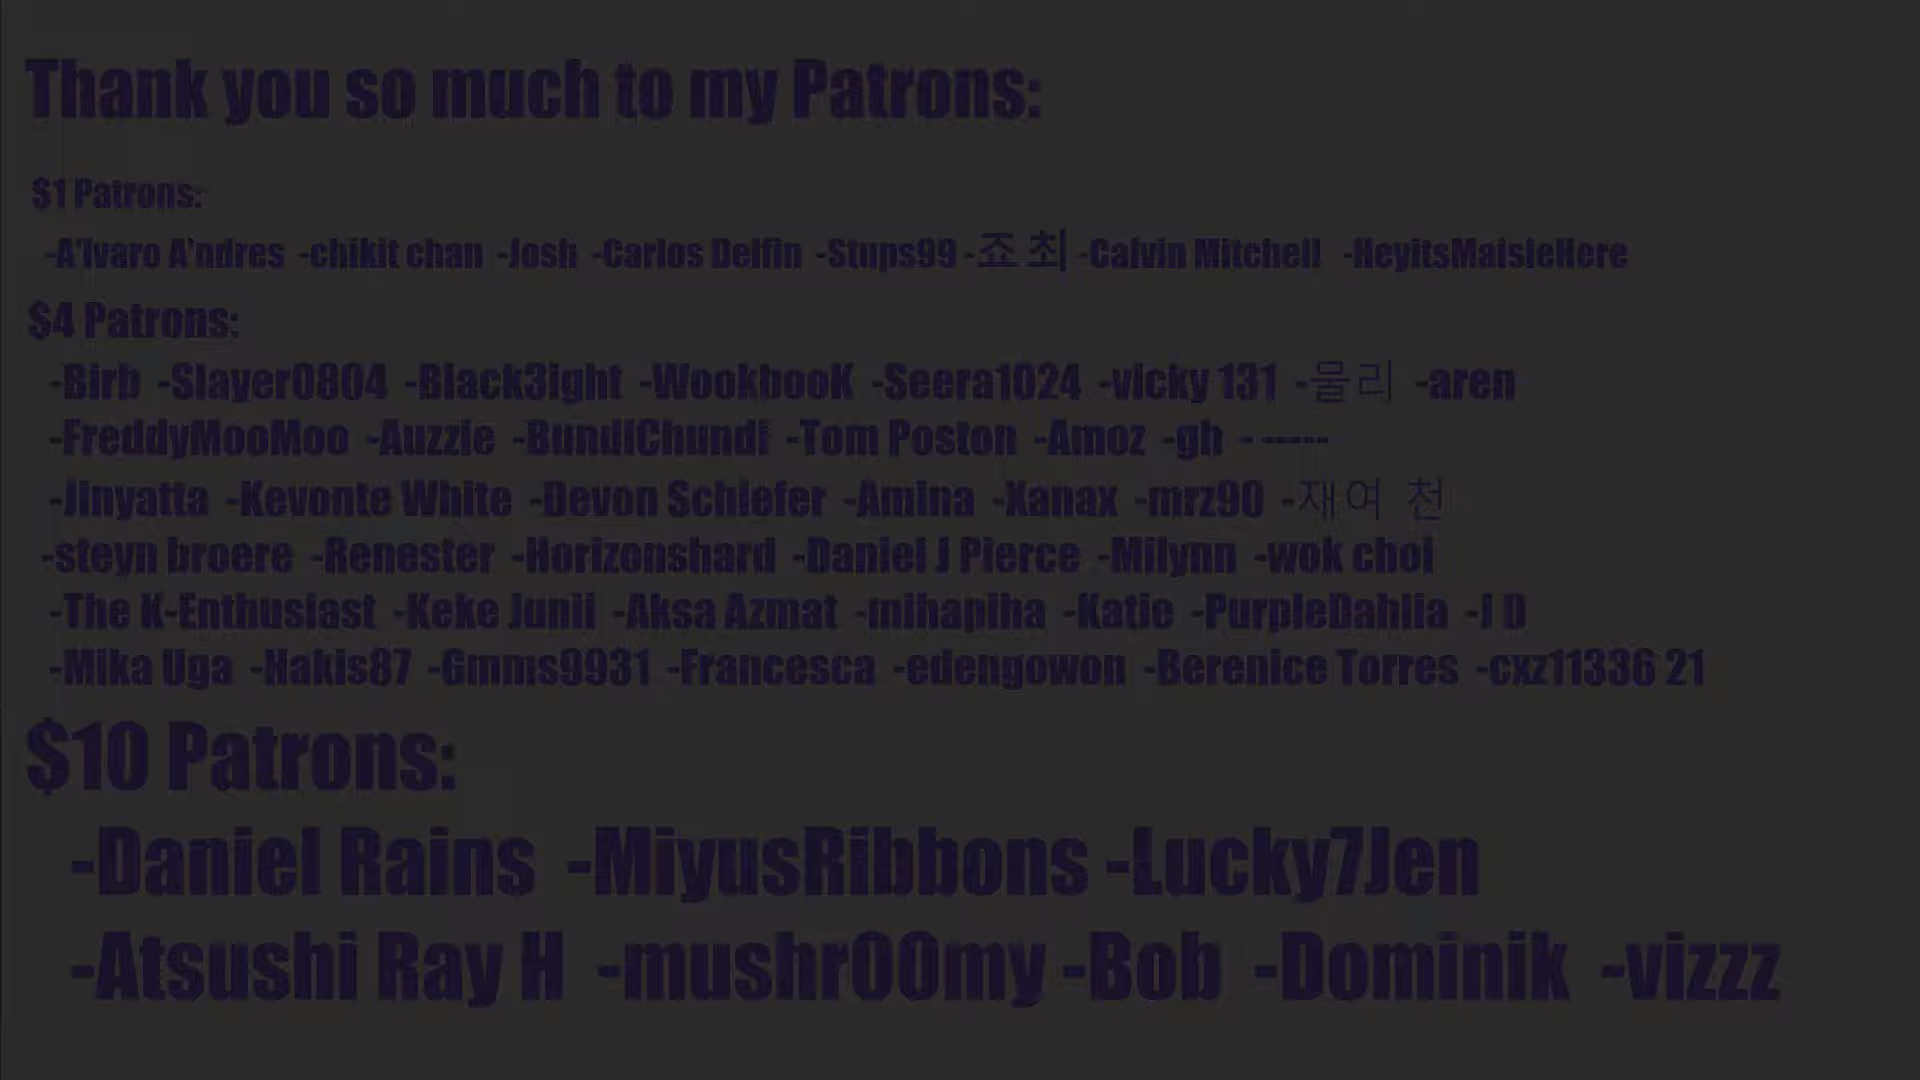 Thank you so much to my Patrons:
$1 Patrons:
-A'lvaro A'ndres -chikit chan -Josh -Carlos Delfin -Stups99 -죠 최 -Calvin Mitchell -HeyitsMaisieHere
$4 Patrons:
-Birb -Slayer0804 -Black3ight -WookbooK -Seera1024 -vicky 131 -물리 -aren
-FreddyMooMoo -Auzzie -BundiChundi -Tom Poston -Amoz -gh - -----
-Jinyatta -Kevonte White -Devon Schiefer -Amina -Xanax -mrz90 -재여 천
-steyn broere -Renester -Horizonshard -Daniel J Pierce -Milynn -wok choi
-The K-Enthusiast -Keke Junii -Aksa Azmat -mihapiha -Katie -PurpleDahlia -J D
-Mika Uga -Hakis87 -Gmms9931 -Francesca -edengowon -Berenice Torres -cxz11336 21
$10 Patrons:
-Daniel Rains -MiyusRibbons -Lucky7Jen
-Atsushi Ray H -mushr00my -Bob -Dominik -vizzz